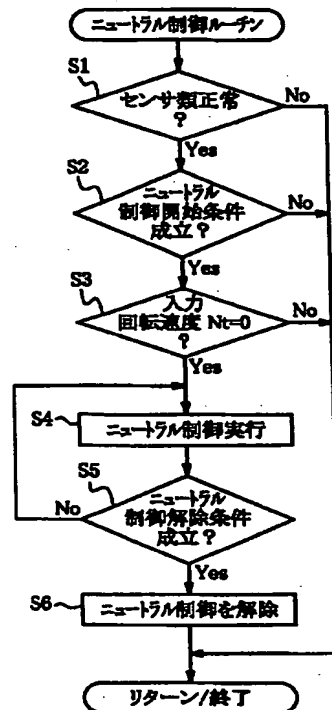 ニュートラル制御ルーチン
S1
センサ類正常
?
No
Yes
S2
ニュートラル
制御開始条件
成立?
No
Yes
S3
入力
回転速度 Nt=0
?
No
Yes
S4
ニュートラル制御実行
S5
ニュートラル
制御解除条件
成立?
No
Yes
S6
ニュートラル制御を解除
リターン/終了